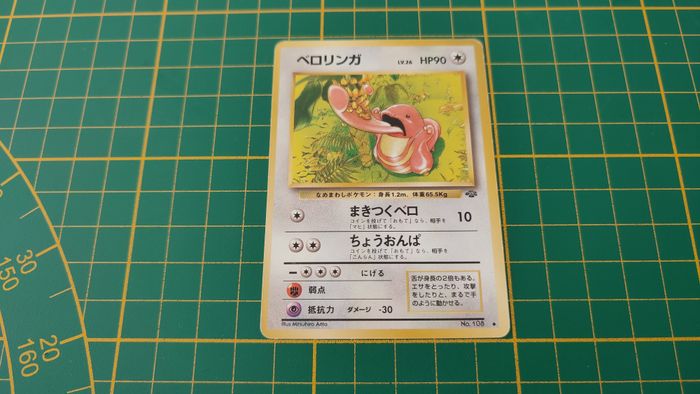 ベロリンガ LV.26 HP90
なめまわしポケモン：身長1.2m、体重65.5Kg
まきつくベロ 10
コインを投げて「おもて」なら、相手を
「マヒ」状態にする。
ちょうおんぱ
コインを投げて「おもて」なら、相手を
「こんらん」状態にする。
にげる
弱点
抵抗力 ダメージ -30
舌が身長の2倍もある。
エサをとったり、攻撃
をしたりと、まるで手
のように動かせる。
Illus.Mitsuhiro Arita
No.108
30
150
20
160